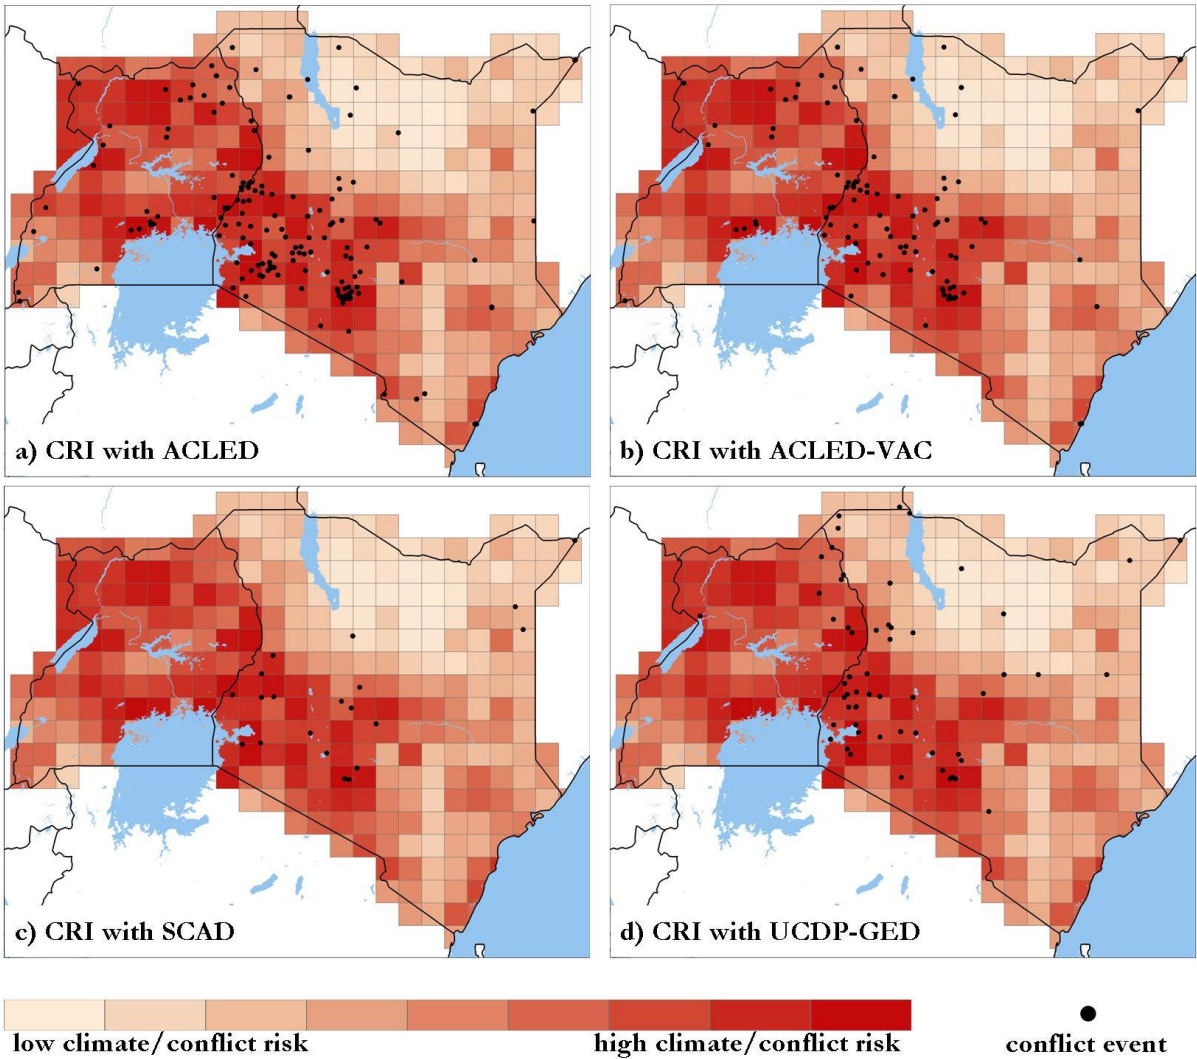 a) CRI with ACLED
b) CRI with ACLED-VAC
c) CRI with SCAD
d) CRI with UCDP-GED
low climate/conflict risk
high climate/conflict risk
conflict event